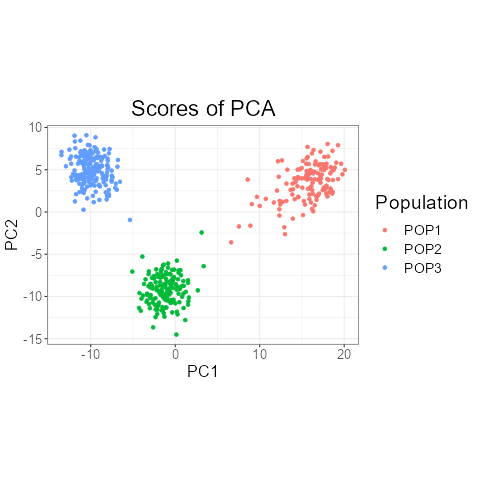 Scores of PCA
10
5
0
-5
-10
-15
PC2
-10 0 10 20
PC1
Population
POP1
POP2
POP3